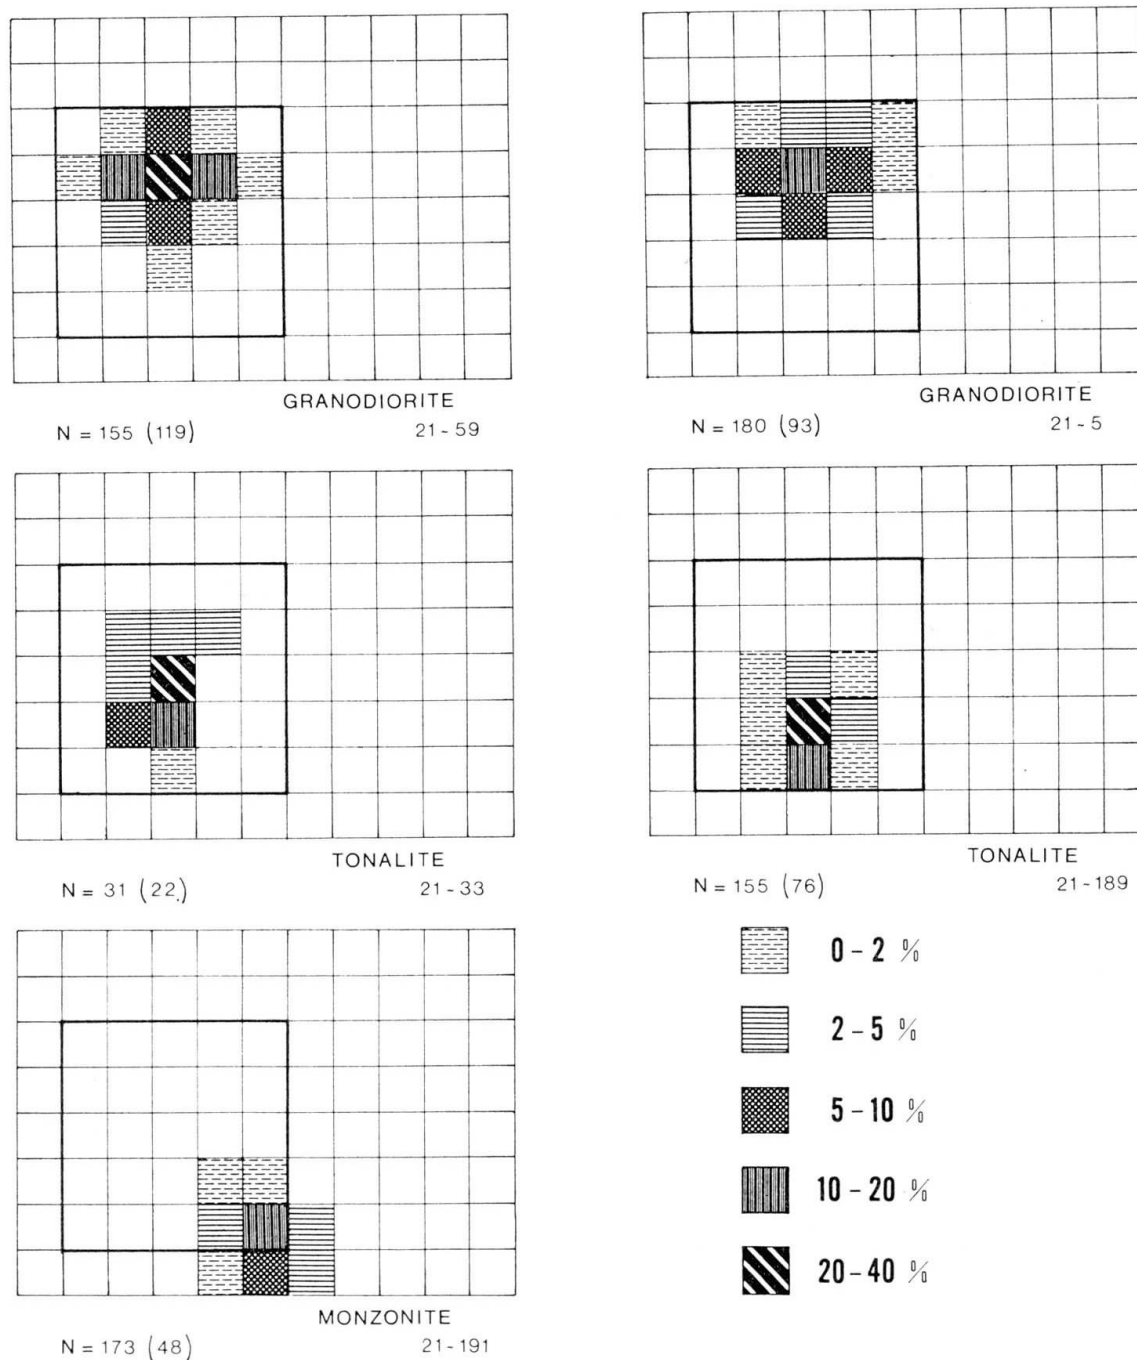 GRANODIORITE
N = 155 (119) 21-59
GRANODIORITE
N = 180 (93) 21-5
TONALITE
N = 31 (22) 21-33
TONALITE
N = 155 (76) 21-189
0-2 %
2-5 %
5-10 %
10-20 %
20-40 %
MONZONITE
N = 173 (48) 21-191